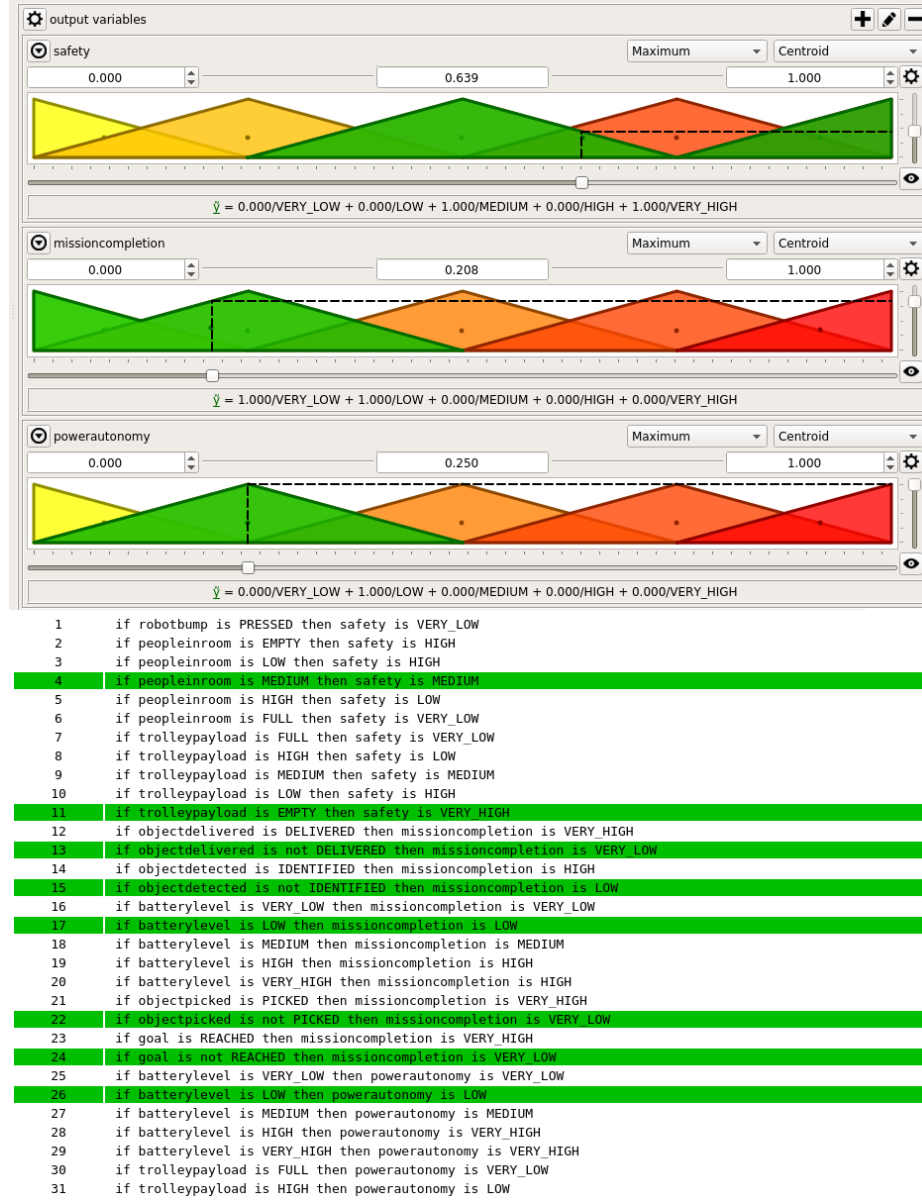 output variables
safety Maximum Centroid
0.000 0.639 1.000
ỹ = 0.000/VERY_LOW + 0.000/LOW + 1.000/MEDIUM + 0.000/HIGH + 1.000/VERY_HIGH
missioncompletion Maximum Centroid
0.000 0.208 1.000
ỹ = 1.000/VERY_LOW + 1.000/LOW + 0.000/MEDIUM + 0.000/HIGH + 0.000/VERY_HIGH
powerautonomy Maximum Centroid
0.000 0.250 1.000
ỹ = 0.000/VERY_LOW + 1.000/LOW + 0.000/MEDIUM + 0.000/HIGH + 0.000/VERY_HIGH
1 if robotbump is PRESSED then safety is VERY_LOW
2 if peopleinroom is EMPTY then safety is HIGH
3 if peopleinroom is LOW then safety is HIGH
4 if peopleinroom is MEDIUM then safety is MEDIUM
5 if peopleinroom is HIGH then safety is LOW
6 if peopleinroom is FULL then safety is VERY_LOW
7 if trolleypayload is FULL then safety is VERY_LOW
8 if trolleypayload is HIGH then safety is LOW
9 if trolleypayload is MEDIUM then safety is MEDIUM
10 if trolleypayload is LOW then safety is HIGH
11 if trolleypayload is EMPTY then safety is VERY_HIGH
12 if objectdelivered is DELIVERED then missioncompletion is VERY_HIGH
13 if objectdelivered is not DELIVERED then missioncompletion is VERY_LOW
14 if objectdetected is IDENTIFIED then missioncompletion is HIGH
15 if objectdetected is not IDENTIFIED then missioncompletion is LOW
16 if batterylevel is VERY_LOW then missioncompletion is VERY_LOW
17 if batterylevel is LOW then missioncompletion is LOW
18 if batterylevel is MEDIUM then missioncompletion is MEDIUM
19 if batterylevel is HIGH then missioncompletion is HIGH
20 if batterylevel is VERY_HIGH then missioncompletion is HIGH
21 if objectpicked is PICKED then missioncompletion is VERY_HIGH
22 if objectpicked is not PICKED then missioncompletion is VERY_LOW
23 if goal is REACHED then missioncompletion is VERY_HIGH
24 if goal is not REACHED then missioncompletion is VERY_LOW
25 if batterylevel is VERY_LOW then powerautonomy is VERY_LOW
26 if batterylevel is LOW then powerautonomy is LOW
27 if batterylevel is MEDIUM then powerautonomy is MEDIUM
28 if batterylevel is HIGH then powerautonomy is VERY_HIGH
29 if batterylevel is VERY_HIGH then powerautonomy is VERY_HIGH
30 if trolleypayload is FULL then powerautonomy is VERY_LOW
31 if trolleypayload is HIGH then powerautonomy is LOW